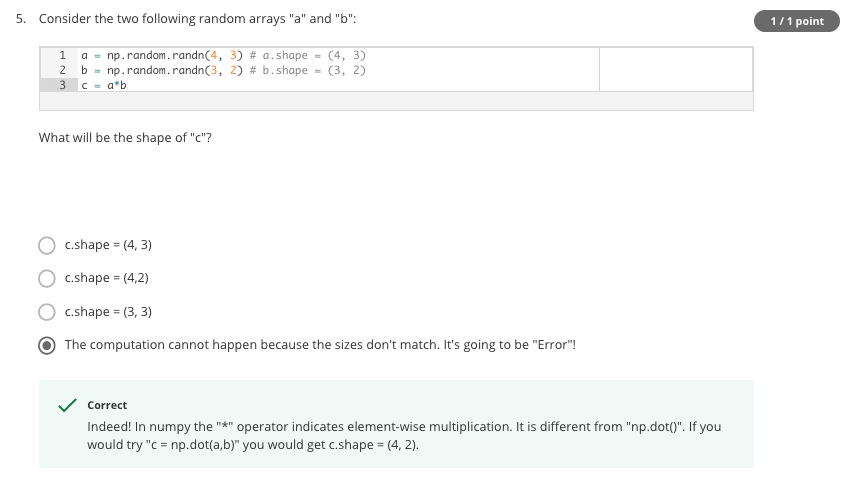 5. Consider the two following random arrays "a" and "b":
1 / 1 point
1 a = np.random.randn(4, 3) # a.shape = (4, 3)
2 b = np.random.randn(3, 2) # b.shape = (3, 2)
3 c = a*b
What will be the shape of "c"?
c.shape = (4, 3)
c.shape = (4,2)
c.shape = (3, 3)
The computation cannot happen because the sizes don't match. It's going to be "Error"!
Correct
Indeed! In numpy the "*" operator indicates element-wise multiplication. It is different from "np.dot()". If you
would try "c = np.dot(a,b)" you would get c.shape = (4, 2).